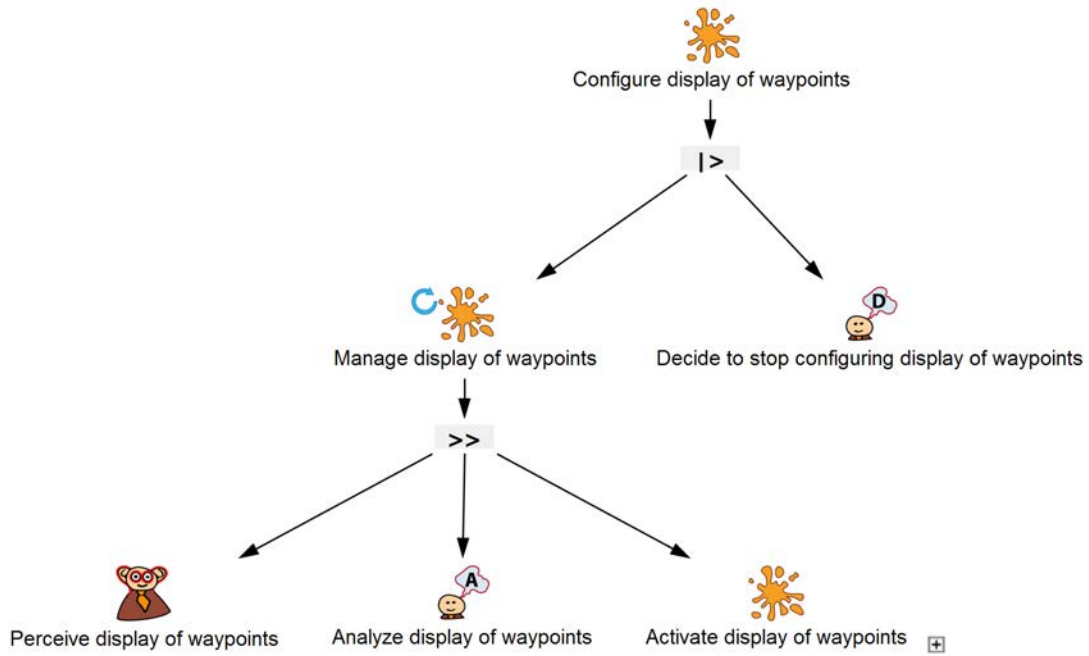 Configure display of waypoints
|>
D
Manage display of waypoints
Decide to stop configuring display of waypoints
>>
A
Perceive display of waypoints
Analyze display of waypoints
Activate display of waypoints